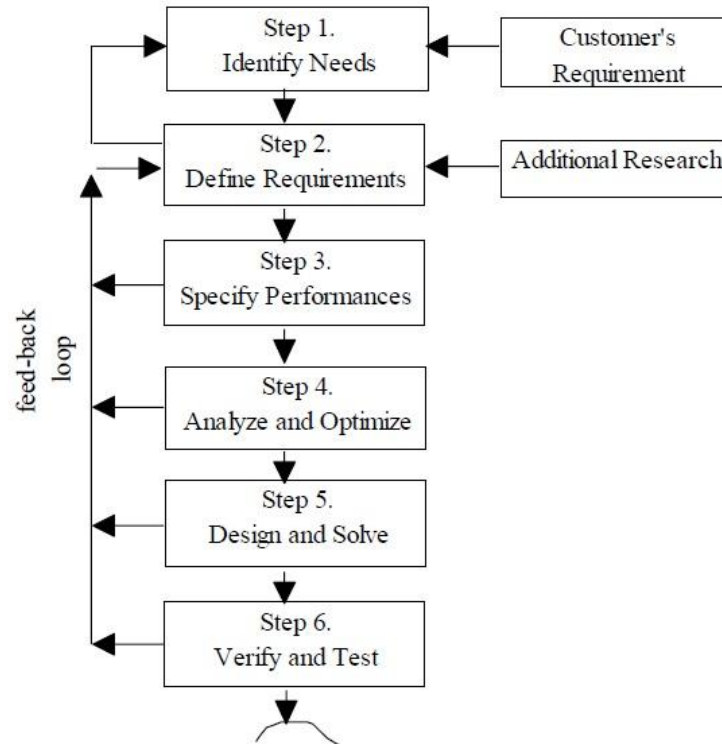 Step 1.
Identify Needs
Customer's
Requirement
Step 2.
Define Requirements
Additional Research
Step 3.
Specify Performances
feed-back
loop
Step 4.
Analyze and Optimize
Step 5.
Design and Solve
Step 6.
Verify and Test